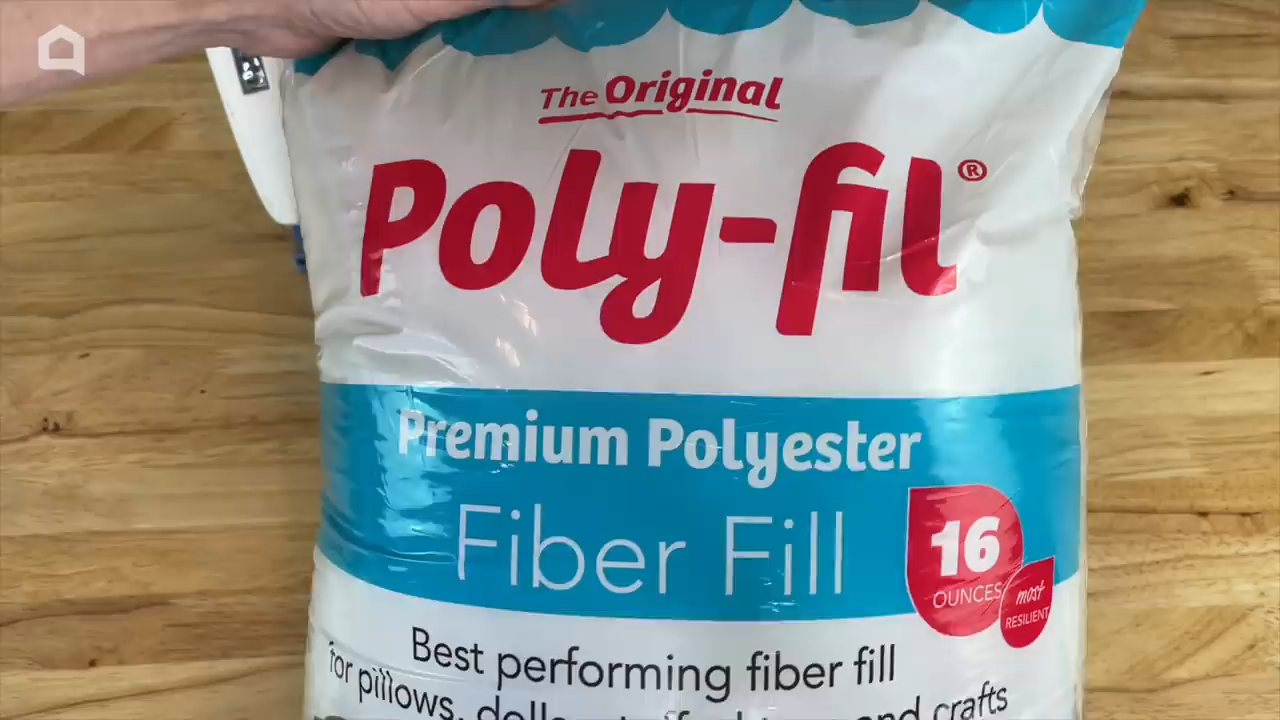 The Original
Poly-fil®
Premium Polyester
Fiber Fill
16
OUNCES
most
RESILIENT
Best performing fiber fill
for pillows, and crafts